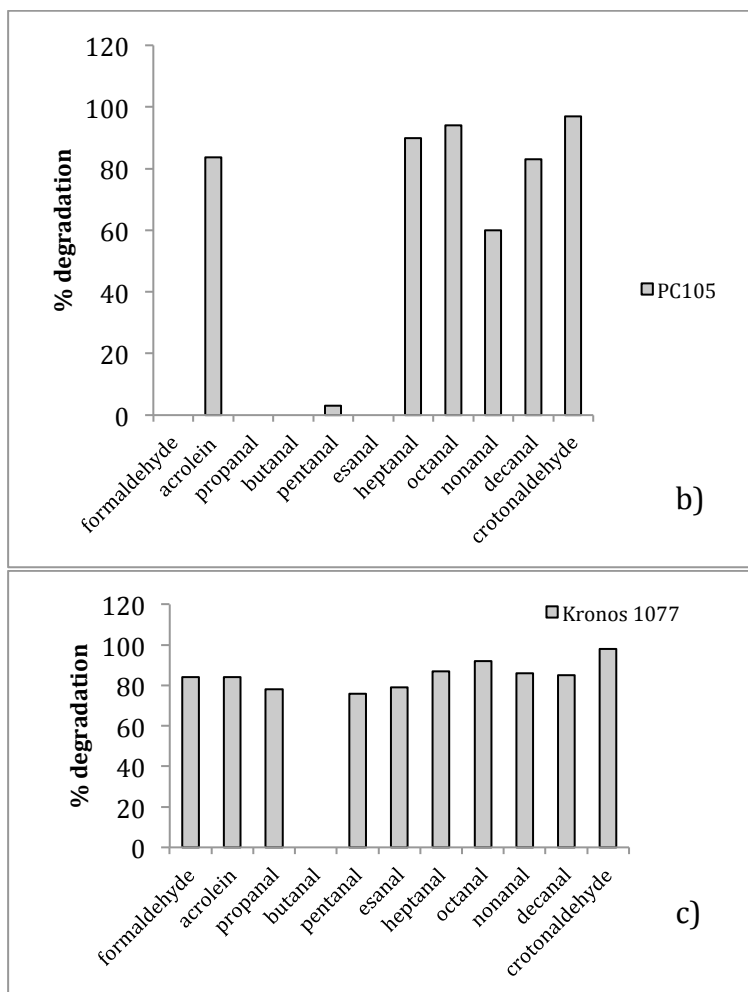 120
100
80
60
40
20
0
% degradation
formaldehyde
acrolein
propanal
butanal
pentanal
esanal
heptanal
octanal
nonanal
decanal
crotonaldehyde
PC105
b)
120
100
80
60
40
20
0
% degradation
Kronos 1077
formaldehyde
acrolein
propanal
butanal
pentanal
esanal
heptanal
octanal
nonanal
decanal
crotonaldehyde
c)